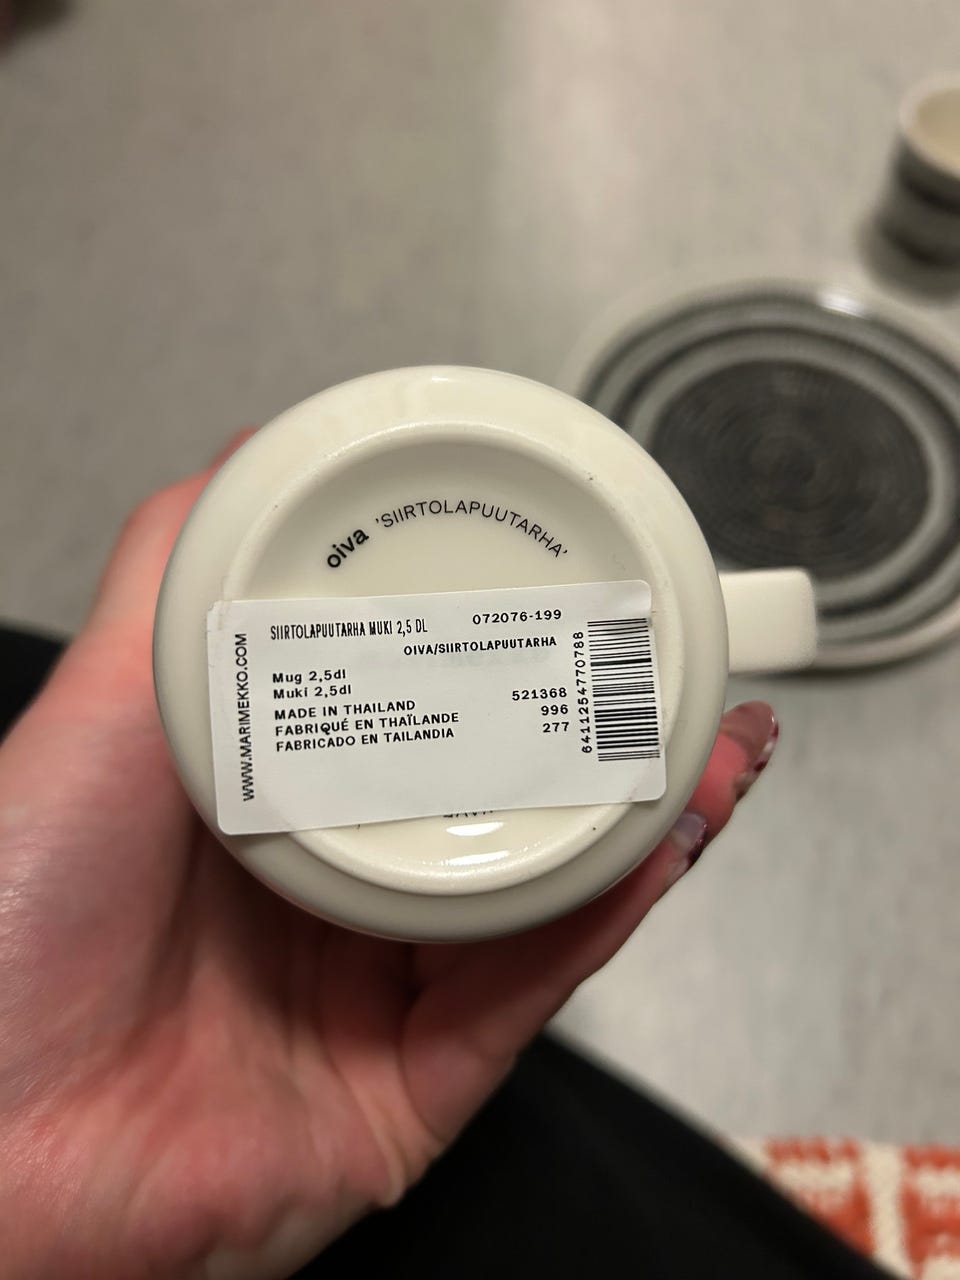 oiva 'SIIRTOLAPUUTARHA'
SIIRTOLAPUUTARHA MUKI 2,5 DL
072076-199
OIVA/SIIRTOLAPUUTARHA
Mug 2,5dl
Muki 2,5dl
MADE IN THAILAND
FABRIQUÉ EN THAÏLANDE
FABRICADO EN TAILANDIA
521368
996
277
6411254770788
WWW.MARIMEKKO.COM